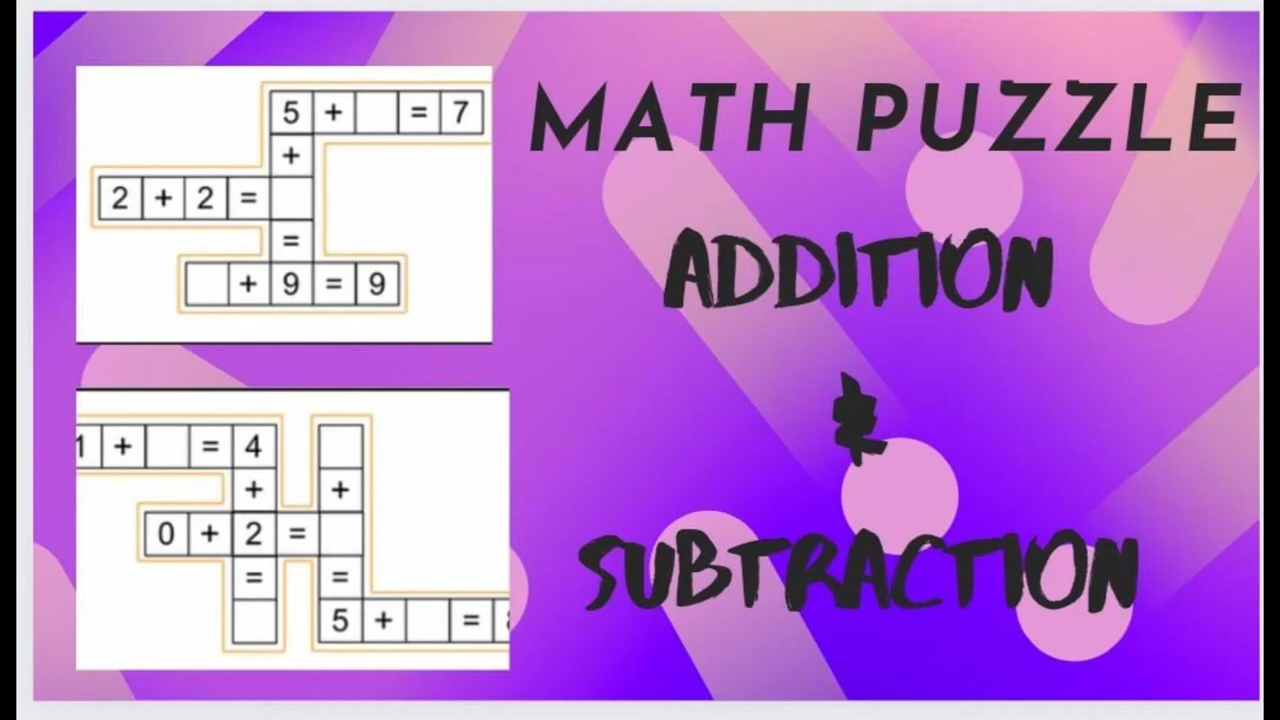 MATH PUZZLE
ADDITION
&
SUBTRACTION
5 + = 7
+
2 + 2 =
=
+ 9 = 9
1 + = 4
+ +
0 + 2 =
= =
5 + =